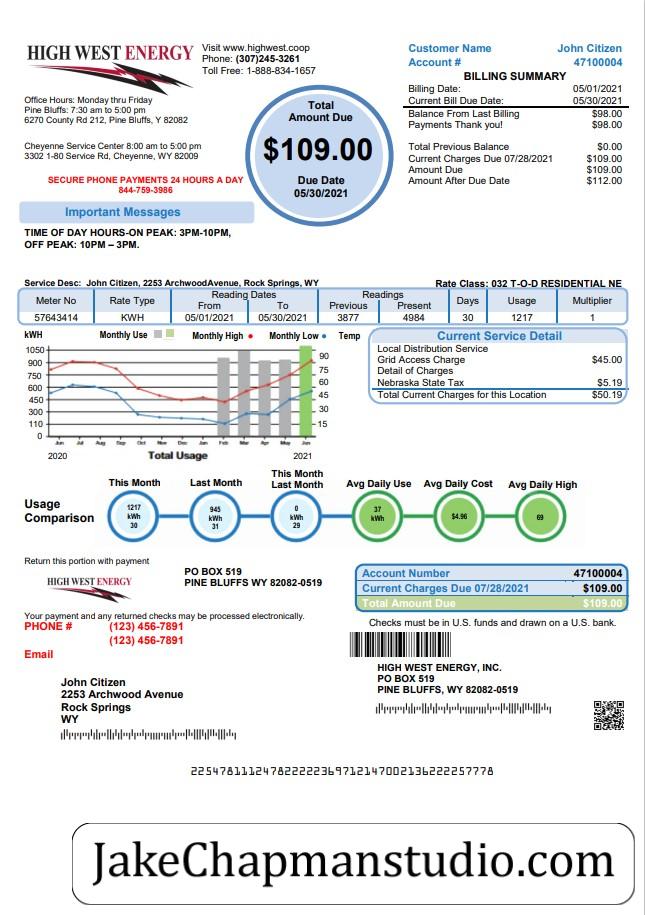 HIGH WEST ENERGY
Visit www.highwest.coop
Phone: (307)245-3261
Toll Free: 1-888-834-1657
Customer Name John Citizen
Account # 47100004
BILLING SUMMARY
Billing Date: 05/01/2021
Current Bill Due Date: 05/30/2021
Balance From Last Billing $98.00
Payments Thank you! $98.00
Total Previous Balance $0.00
Current Charges Due 07/28/2021 $109.00
Amount Due $109.00
Amount After Due Date $112.00
Office Hours: Monday thru Friday
Pine Bluffs: 7:30 am to 5:00 pm
6270 County Rd 212, Pine Bluffs, Y 82082
Cheyenne Service Center 8:00 am to 5:00 pm
3302 1-80 Service Rd, Cheyenne, WY 82009
SECURE PHONE PAYMENTS 24 HOURS A DAY
844-759-3986
Total
Amount Due
$109.00
Due Date
05/30/2021
Important Messages
TIME OF DAY HOURS-ON PEAK: 3PM-10PM,
OFF PEAK: 10PM – 3PM.
Service Desc: John Citizen, 2253 ArchwoodAvenue, Rock Springs, WY Rate Class: 032 T-O-D RESIDENTIAL NE
Meter No Rate Type Reading Dates Readings Days Usage Multiplier
From To Previous Present
57643414 KWH 05/01/2021 05/30/2021 3877 4984 30 1217 1
kWH Monthly Use Monthly High Monthly Low Temp
1050 90
900 75
750 60
600 45
450 30
300 15
110
0
Jun Jul Aug Sep Oct Nov Dec Jan Feb Mar Apr May Jun
2020 Total Usage 2021
Current Service Detail
Local Distribution Service
Grid Access Charge $45.00
Detail of Charges
Nebraska State Tax $5.19
Total Current Charges for this Location $50.19
Usage
Comparison
This Month
1217
kWh
30
Last Month
945
kWh
31
This Month
Last Month
0
kWh
29
Avg Daily Use
37
kWh
Avg Daily Cost
$4.96
Avg Daily High
69
Return this portion with payment
HIGH WEST ENERGY
PO BOX 519
PINE BLUFFS WY 82082-0519
Account Number 47100004
Current Charges Due 07/28/2021 $109.00
Total Amount Due $109.00
Your payment and any returned checks may be processed electronically.
PHONE # (123) 456-7891
(123) 456-7891
Email
Checks must be in U.S. funds and drawn on a U.S. bank.
HIGH WEST ENERGY, INC.
PO BOX 519
PINE BLUFFS, WY 82082-0519
John Citizen
2253 Archwood Avenue
Rock Springs
WY
JakeChapmanstudio.com